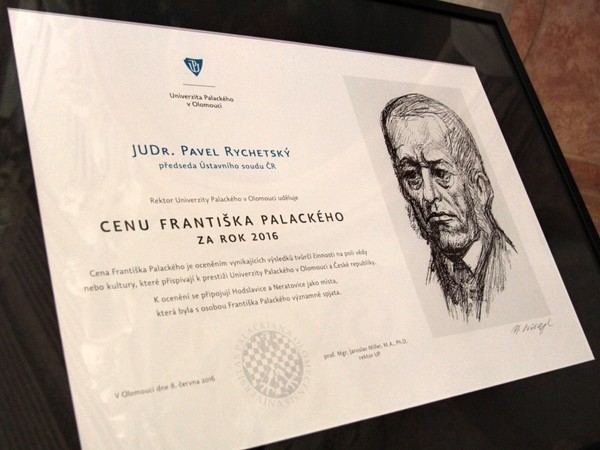 Univerzita Palackého
v Olomouci
JUDr. Pavel Rychetský
předseda Ústavního soudu ČR
Rektor Univerzity Palackého v Olomouci uděluje
CENU FRANTIŠKA PALACKÉHO
ZA ROK 2016
Cena Františka Palackého je oceněním vynikajících výsledků tvůrčí činnosti na poli vědy
nebo kultury, které přispívají k prestiži Univerzity Palackého v Olomouci a České republiky.
K ocenění se připojují Hodslavice a Neratovice jako místa,
která byla s osobou Františka Palackého významně spjata.
prof. Mgr. Jaroslav Miller, M.A., Ph.D.
rektor UP
V Olomouci dne 8. června 2016